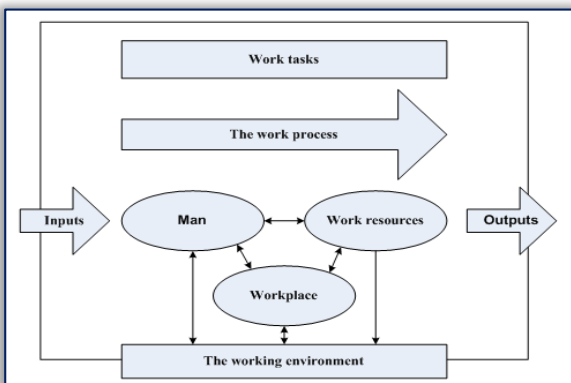 Work tasks
The work process
Inputs
Man
Work resources
Outputs
Workplace
The working environment